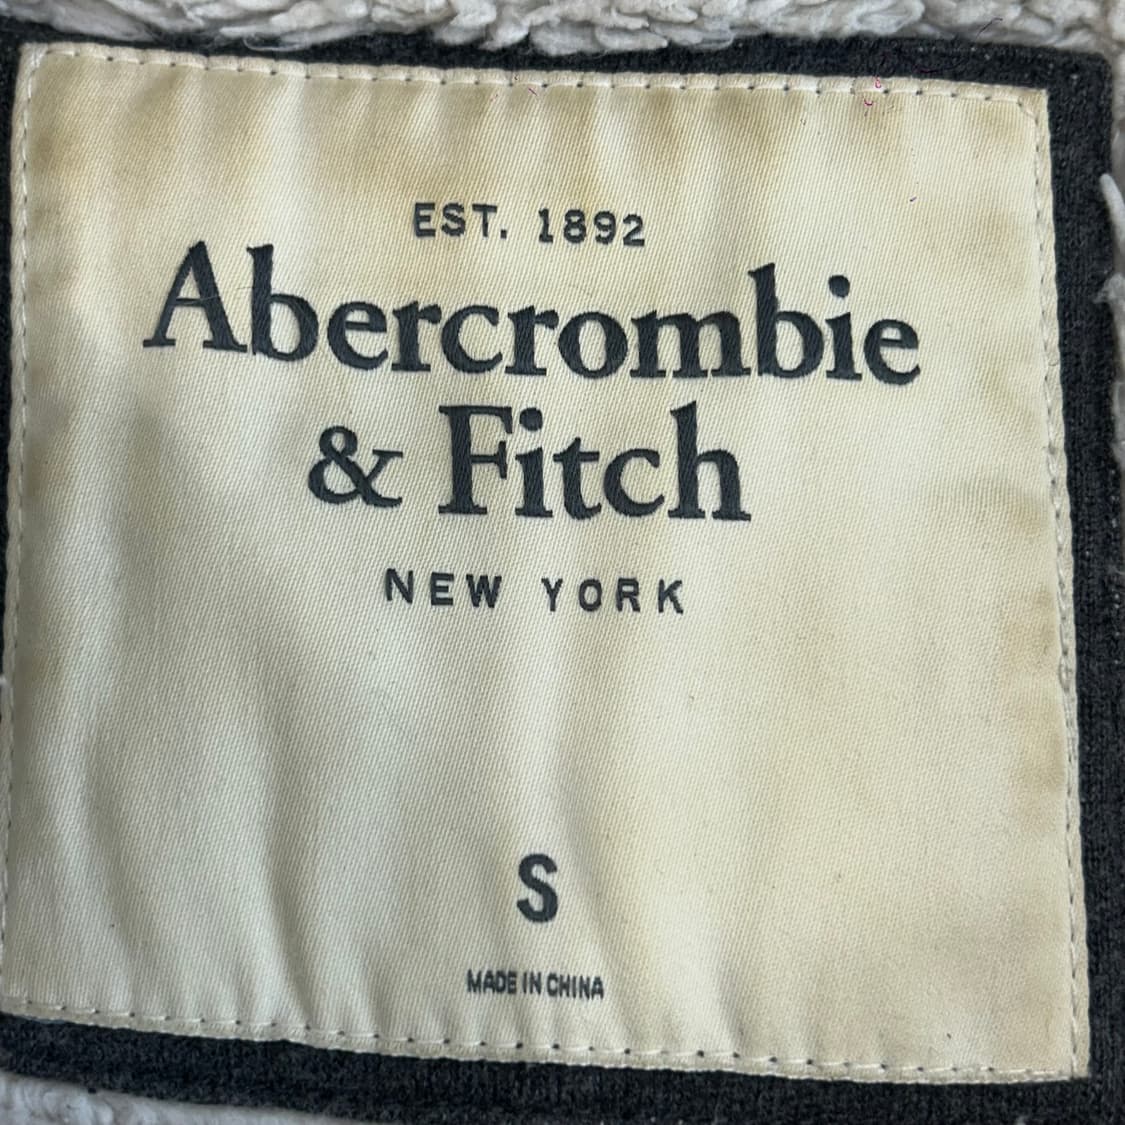 EST. 1892
Abercrombie
& Fitch
NEW YORK
S
MADE IN CHINA